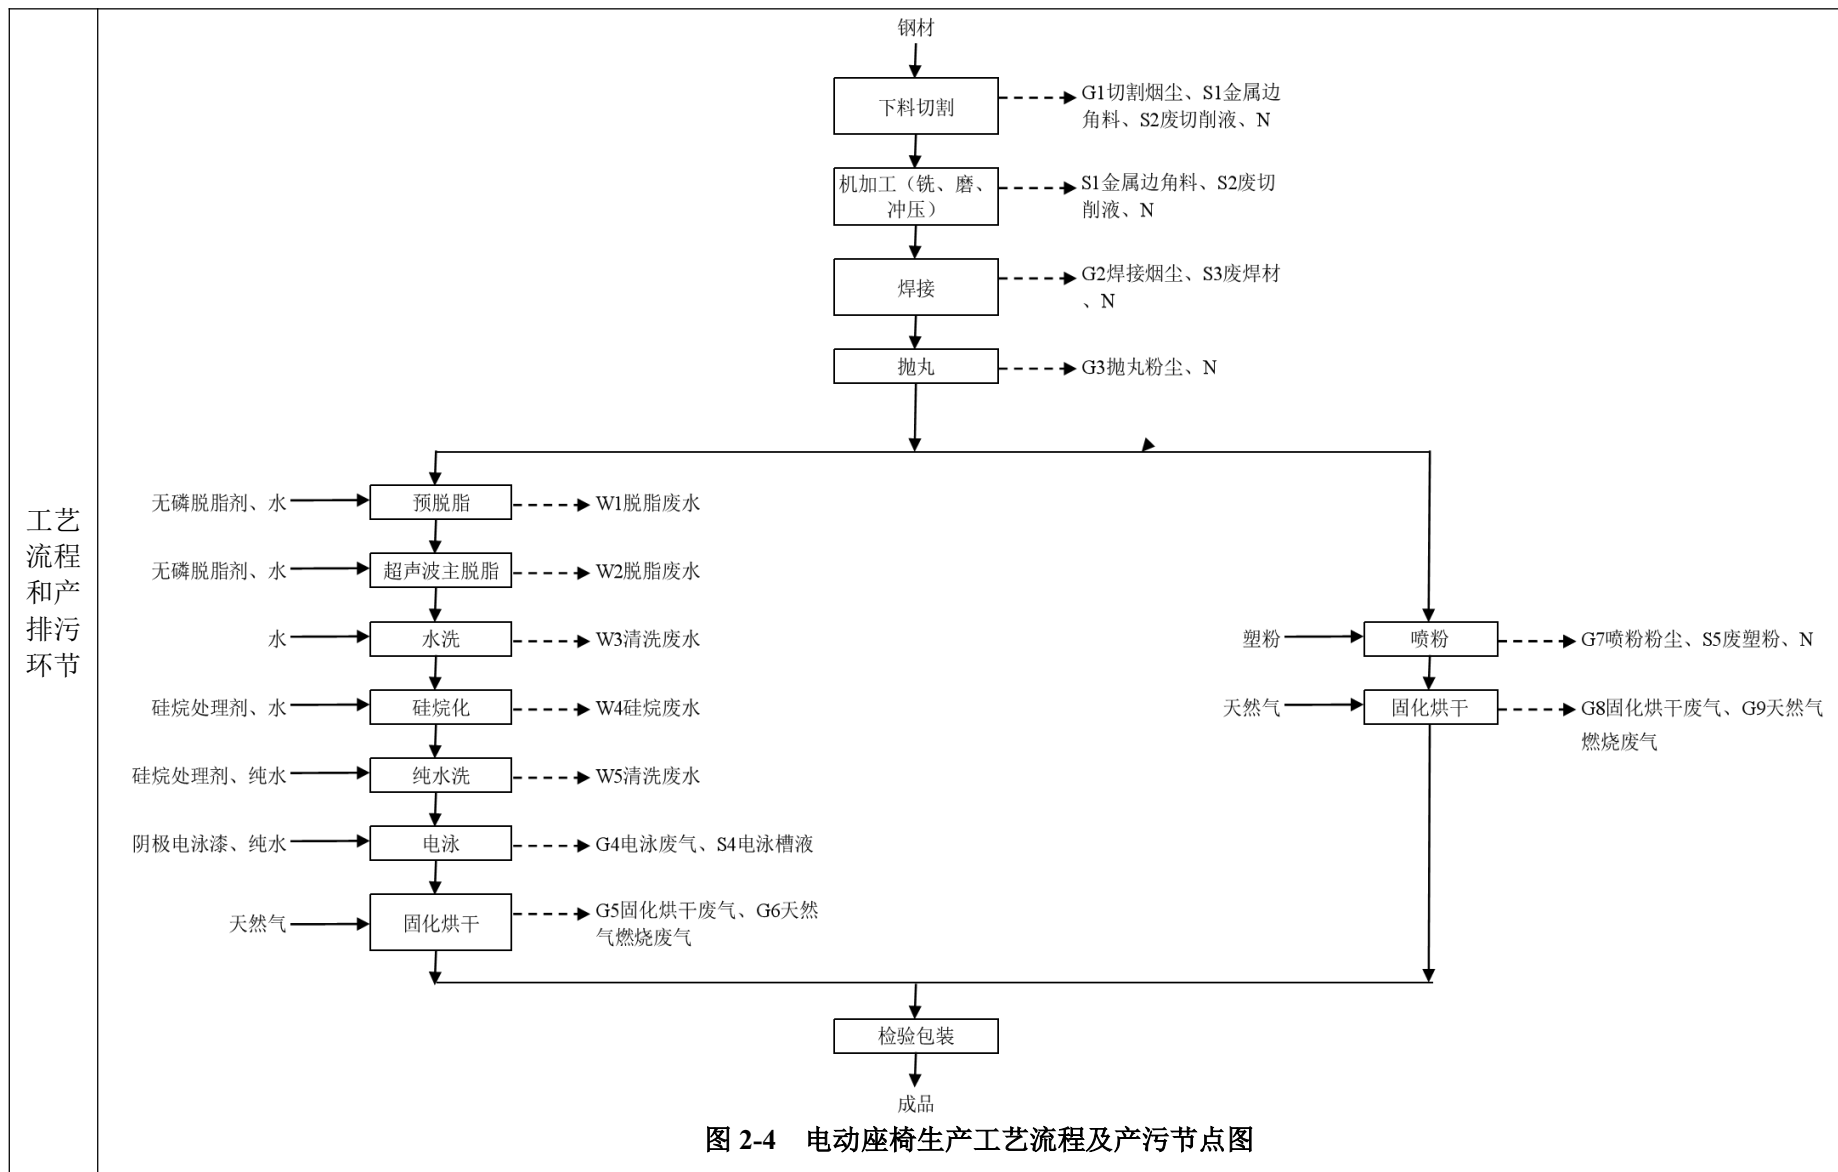 工艺
流程
和产
排污
环节
钢材
下料切割
G1切割烟尘、S1金属边
角料、S2废切削液、N
机加工（铣、磨、
冲压）
S1金属边角料、S2废切
削液、N
焊接
G2焊接烟尘、S3废焊材
、N
抛丸
G3抛丸粉尘、N
无磷脱脂剂、水
预脱脂
W1脱脂废水
无磷脱脂剂、水
超声波主脱脂
W2脱脂废水
水
水洗
W3清洗废水
硅烷处理剂、水
硅烷化
W4硅烷废水
硅烷处理剂、纯水
纯水洗
W5清洗废水
阴极电泳漆、纯水
电泳
G4电泳废气、S4电泳槽液
天然气
固化烘干
G5固化烘干废气、G6天然
气燃烧废气
塑粉
喷粉
G7喷粉粉尘、S5废塑粉、N
天然气
固化烘干
G8固化烘干废气、G9天然气
燃烧废气
检验包装
成品
图 2-4 电动座椅生产工艺流程及产污节点图